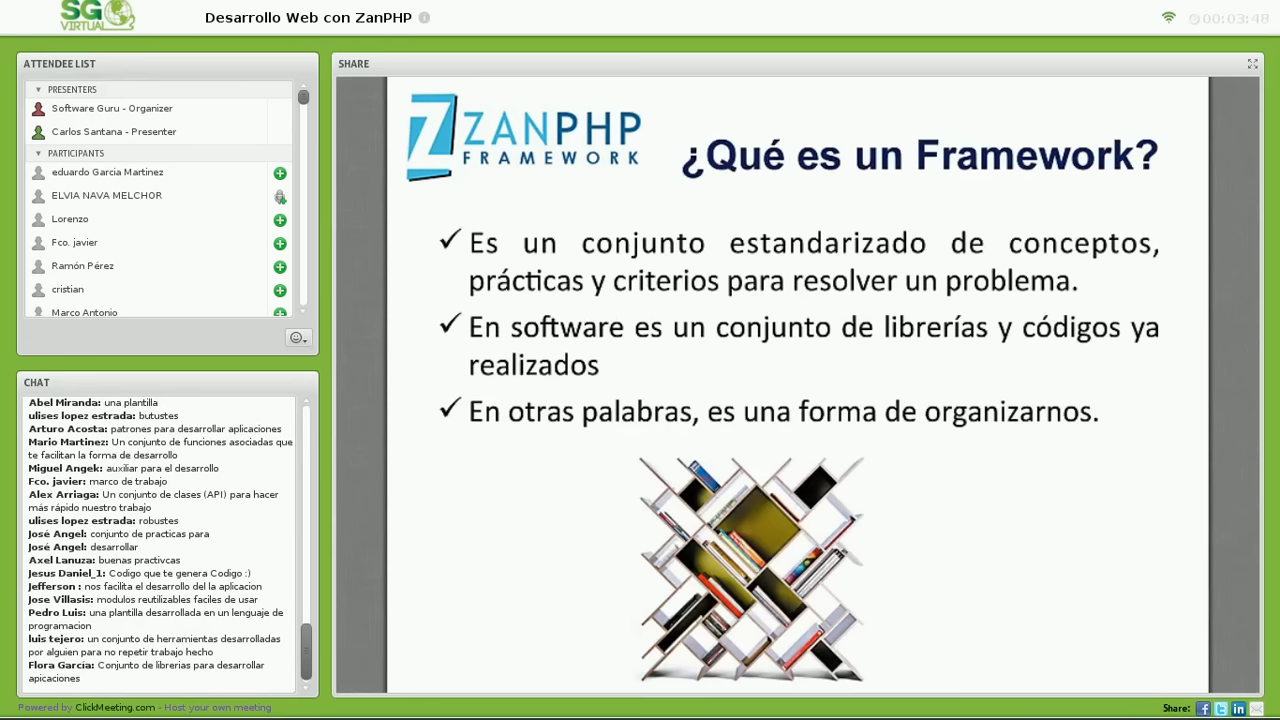 SG
VIRTUAL
Desarrollo Web con ZanPHP
00:03:48
ATTENDEE LIST
PRESENTERS
Software Guru - Organizer
Carlos Santana - Presenter
PARTICIPANTS
eduardo Garcia Martinez
ELVIA NAVA MELCHOR
Lorenzo
Fco. javier
Ramón Pérez
cristian
Marco Antonio
CHAT
Abel Miranda: una plantilla
ulises lopez estrada: butustes
Arturo Acosta: patrones para desarrollar aplicaciones
Mario Martinez: Un conjunto de funciones asociadas que
te facilitan la forma de desarrollo
Miguel Angek: auxiliar para el desarrollo
Fco. javier: marco de trabajo
Alex Arriaga: Un conjunto de clases (API) para hacer
más rápido nuestro trabajo
ulises lopez estrada: robustes
José Angel: conjunto de practicas para
José Angel: desarrollar
Axel Lanuza: buenas practivcas
Jesus Daniel_1: Codigo que te genera Codigo :)
Jefferson : nos facilita el desarrollo del la aplicacion
Jose Villasis: modulos reutilizables faciles de usar
Pedro Luis: una plantilla desarrollada en un lenguaje de
programacion
luis tejero: un conjunto de herramientas desarrolladas
por alguien para no repetir trabajo hecho
Flora García: Conjunto de librerias para desarrollar
apicaciones
SHARE
ZANPHP
FRAMEWORK
¿Qué es un Framework?
✓ Es un conjunto estandarizado de conceptos,
prácticas y criterios para resolver un problema.
✓ En software es un conjunto de librerías y códigos ya
realizados
✓ En otras palabras, es una forma de organizarnos.
Powered by ClickMeeting.com - Host your own meeting
Share: